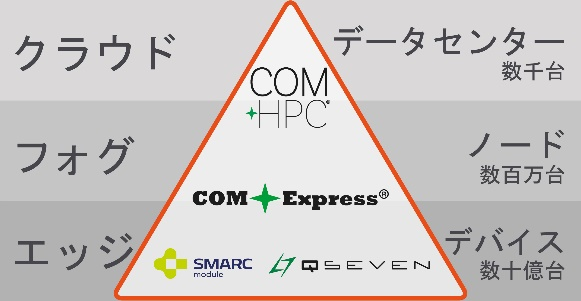 クラウド
データセンター
数千台
COM
HPC®
フォグ
ノード
数百万台
COM Express®
エッジ
デバイス
数十億台
SMARC
module
QSEVEN